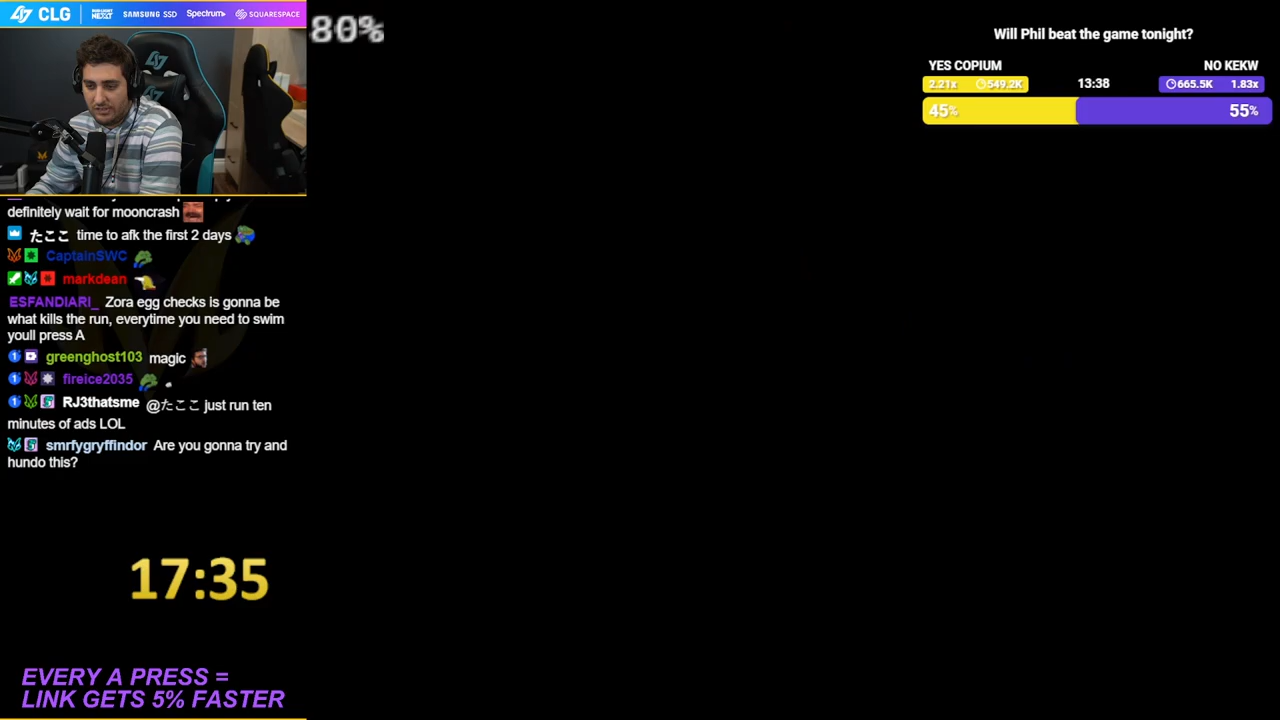 CLG
SAMSUNG SSD
Spectrum
SQUARESPACE
80%
Will Phil beat the game tonight?
YES COPIUM
NO KEKW
2.21x 549.2K
13:38
665.5K 1.83x
45%
55%
definitely wait for mooncrash
たここ time to afk the first 2 days
CaptainSWC
markdean
ESFANDIARI_ Zora egg checks is gonna be
what kills the run, everytime you need to swim
youll press A
greenghost103 magic
fireice2035
RJ3thatsme @たここ just run ten
minutes of ads LOL
smrfygryffindor Are you gonna try and
hundo this?
17:35
EVERY A PRESS =
LINK GETS 5% FASTER